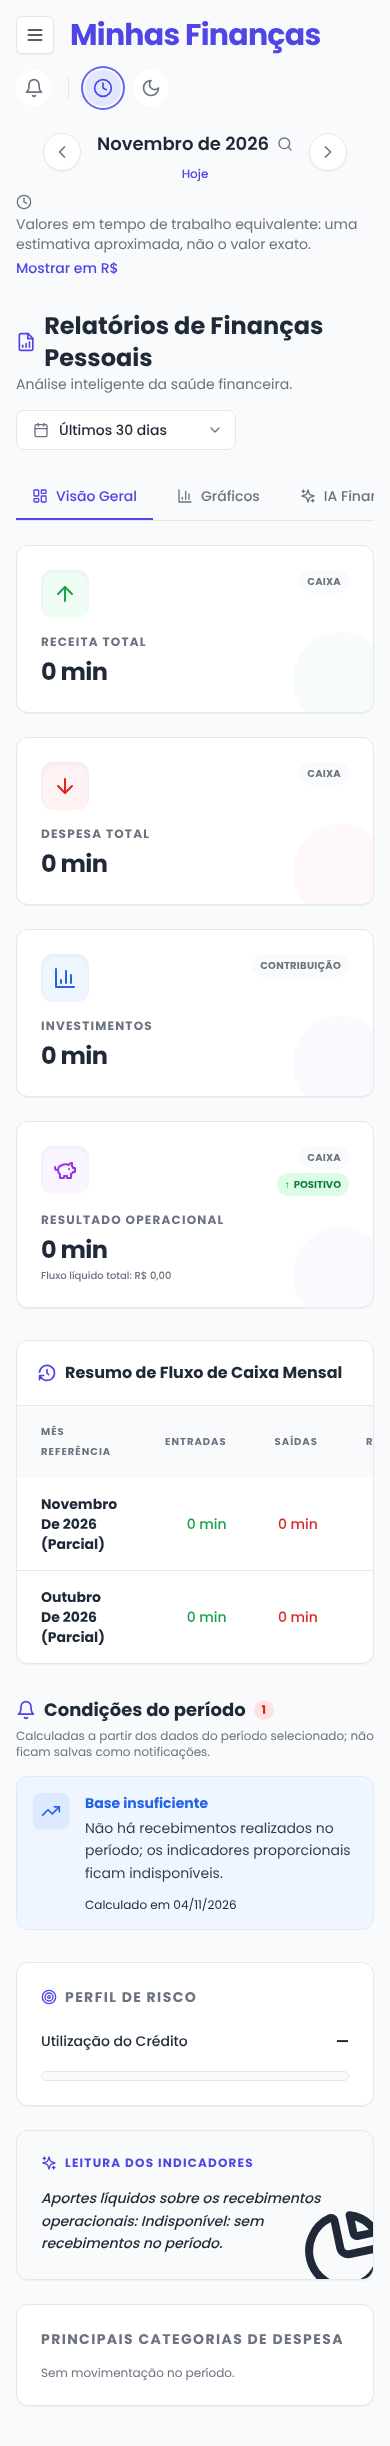 Minhas Finanças
Novembro de 2026
Hoje
Valores em tempo de trabalho equivalente: uma
estimativa aproximada, não o valor exato.
Mostrar em R$
Relatórios de Finanças
Pessoais
Análise inteligente da saúde financeira.
Últimos 30 dias
Visão Geral
Gráficos
IA Finan
CAIXA
RECEITA TOTAL
0 min
CAIXA
DESPESA TOTAL
0 min
CONTRIBUIÇÃO
INVESTIMENTOS
0 min
CAIXA
↑ POSITIVO
RESULTADO OPERACIONAL
0 min
Fluxo líquido total: R$ 0,00
Resumo de Fluxo de Caixa Mensal
MÊS
REFERÊNCIA
ENTRADAS
SAÍDAS
R
Novembro
De 2026
(Parcial)
0 min
0 min
Outubro
De 2026
(Parcial)
0 min
0 min
Condições do período 1
Calculadas a partir dos dados do período selecionado; não
ficam salvas como notificações.
Base insuficiente
Não há recebimentos realizados no
período; os indicadores proporcionais
ficam indisponíveis.
Calculado em 04/11/2026
PERFIL DE RISCO
Utilização do Crédito —
LEITURA DOS INDICADORES
Aportes líquidos sobre os recebimentos
operacionais: Indisponível: sem
recebimentos no período.
PRINCIPAIS CATEGORIAS DE DESPESA
Sem movimentação no período.